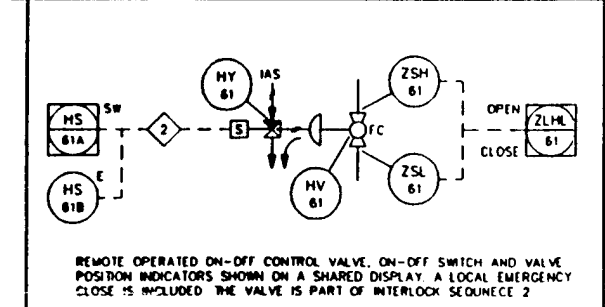 HY
61
IAS
ZSH
61
HS
61A
SW
2
S
FC
OPEN
CLOSE
ZLHL
61
HS
61B
E
HV
61
ZSL
61
REMOTE OPERATED ON-OFF CONTROL VALVE, ON-OFF SWITCH AND VALVE
POSITION INDICATORS SHOWN ON A SHARED DISPLAY. A LOCAL EMERGENCY
CLOSE IS INCLUDED THE VALVE IS PART OF INTERLOCK SEQUNECE 2